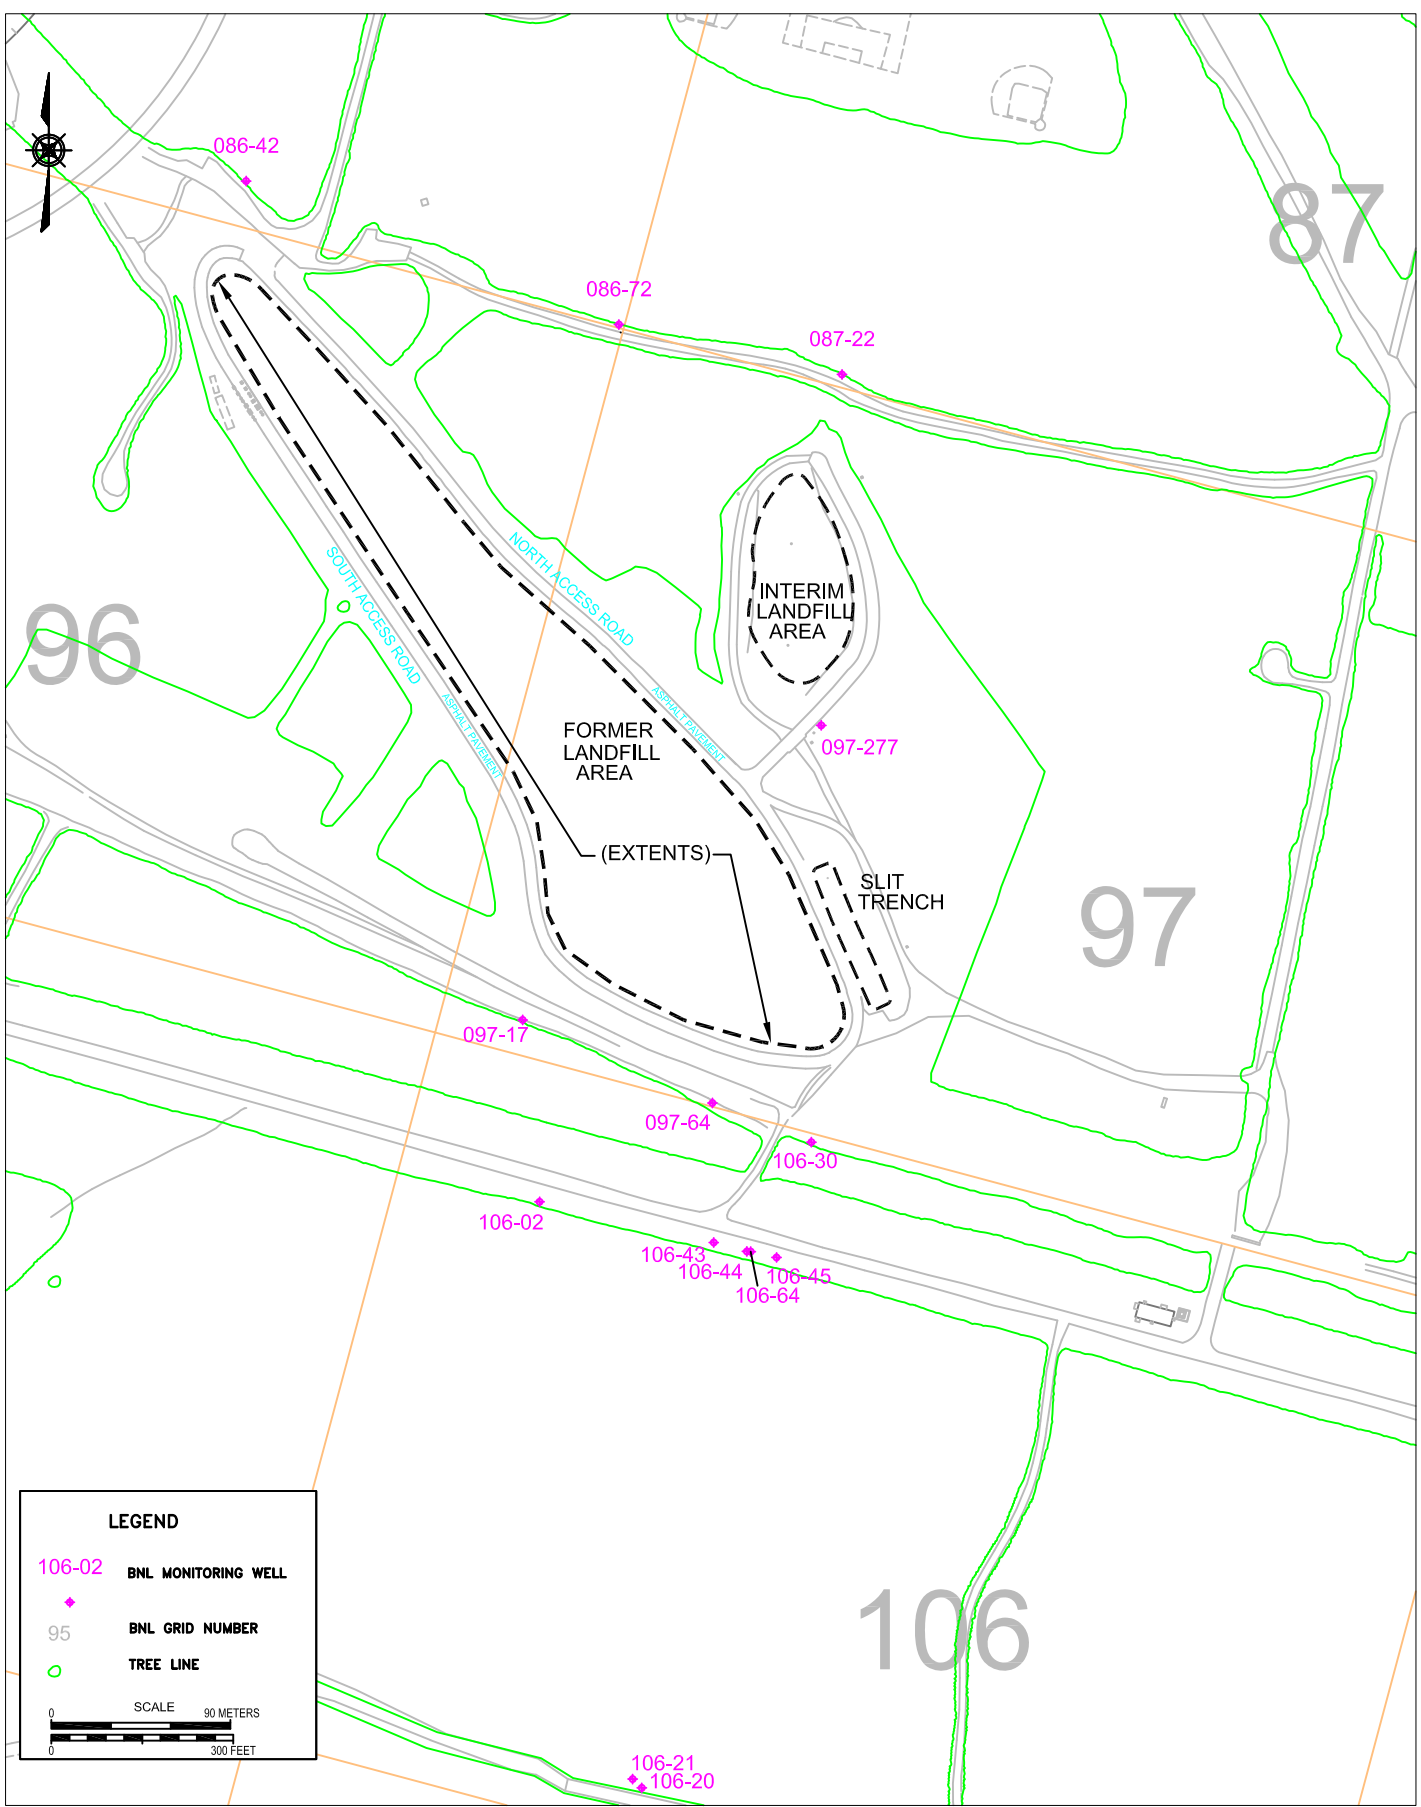 086-42
87
086-72
087-22
NORTH ACCESS ROAD
SOUTH ACCESS ROAD
INTERIM
LANDFILL
AREA
96
ASPHALT PAVEMENT
ASPHALT PAVEMENT
FORMER
LANDFILL
AREA
097-277
(EXTENTS)
SLIT
TRENCH
97
097-17
097-64
106-30
106-02
106-43
106-44
106-45
106-64
LEGEND
106-02
BNL MONITORING WELL
95
BNL GRID NUMBER
TREE LINE
SCALE
0
90 METERS
0
300 FEET
106
106-21
106-20